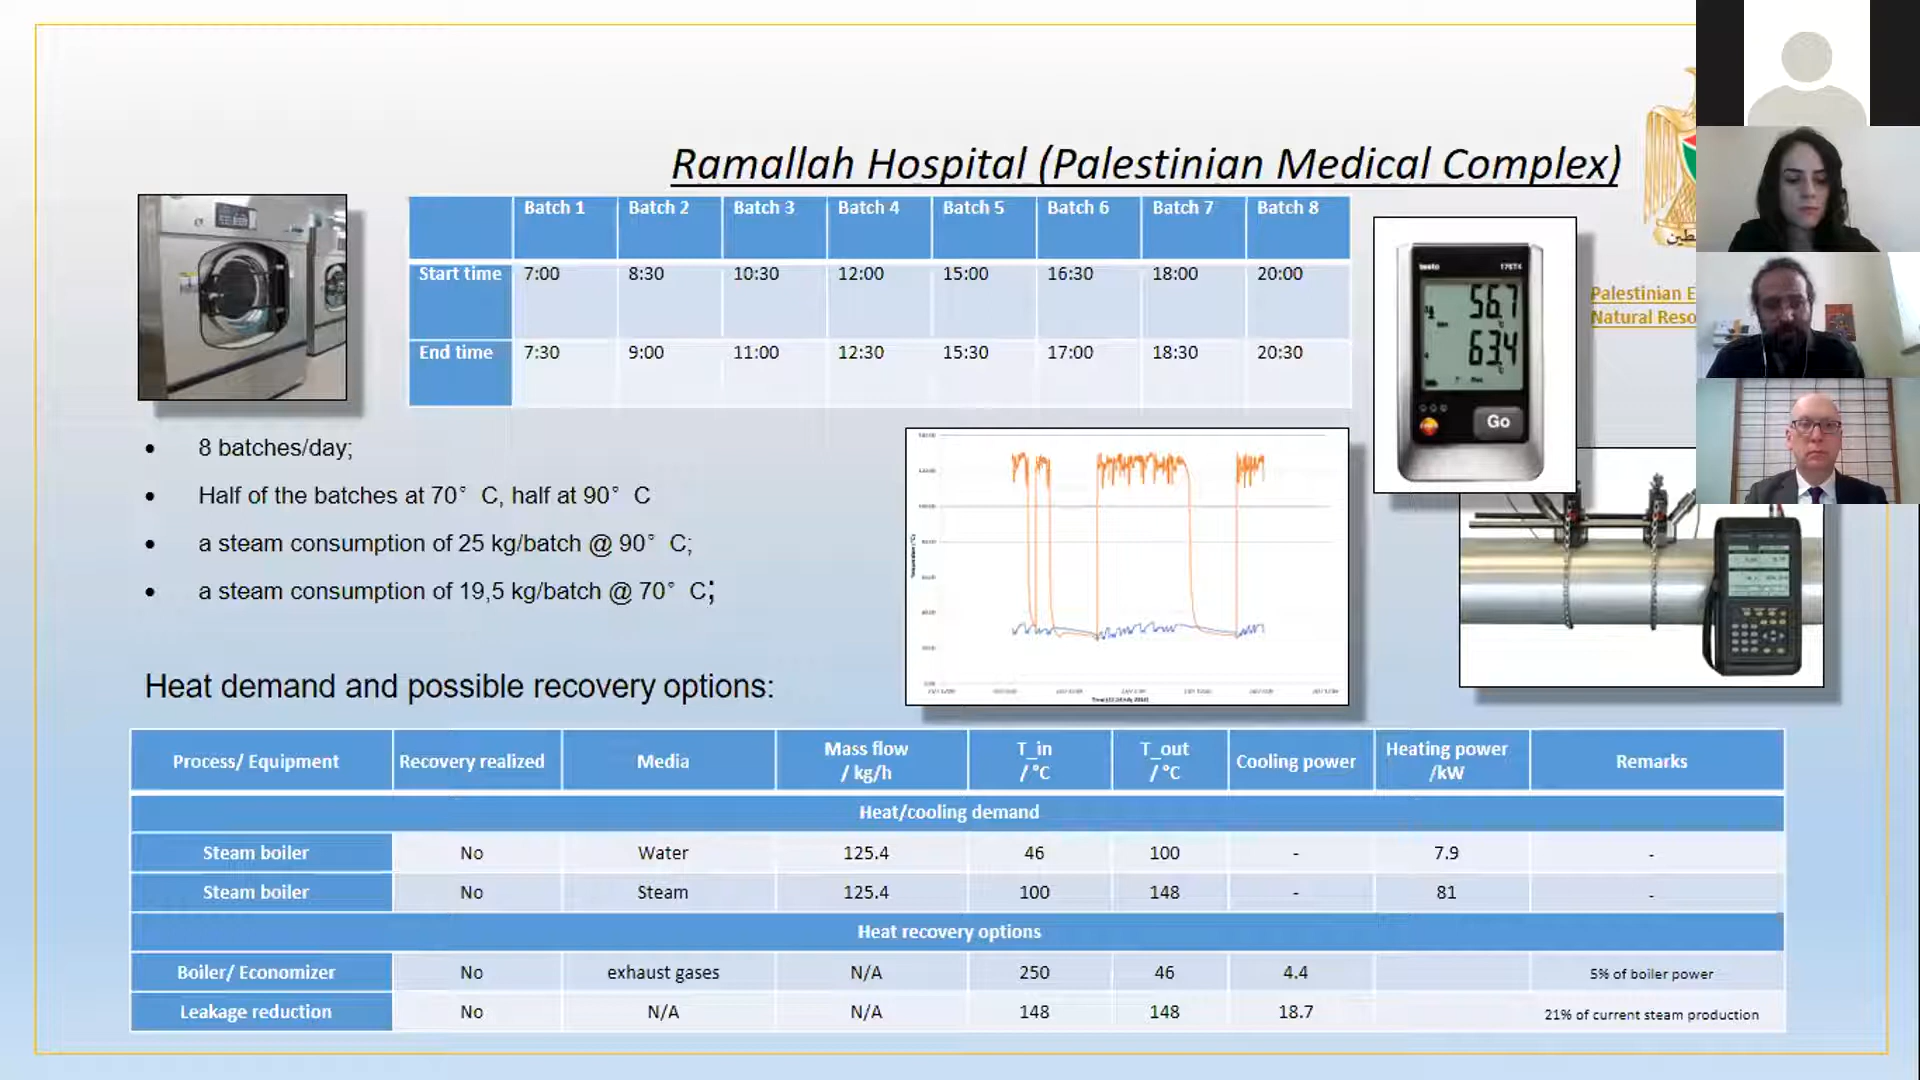 Ramallah Hospital (Palestinian Medical Complex)
Batch 1 Batch 2 Batch 3 Batch 4 Batch 5 Batch 6 Batch 7 Batch 8
Start time 7:00 8:30 10:30 12:00 15:00 16:30 18:00 20:00
End time 7:30 9:00 11:00 12:30 15:30 17:00 18:30 20:30
testo 176T4
56.7
63.4
Go
Palestinian E
Natural Reso
• 8 batches/day;
• Half of the batches at 70° C, half at 90° C
• a steam consumption of 25 kg/batch @ 90° C;
• a steam consumption of 19,5 kg/batch @ 70° C;
Heat demand and possible recovery options:
Process/ Equipment Recovery realized Media Mass flow / kg/h T_in / °C T_out / °C Cooling power Heating power /kW Remarks
Heat/cooling demand
Steam boiler No Water 125.4 46 100 - 7.9 -
Steam boiler No Steam 125.4 100 148 - 81 -
Heat recovery options
Boiler/ Economizer No exhaust gases N/A 250 46 4.4 5% of boiler power
Leakage reduction No N/A N/A 148 148 18.7 21% of current steam production